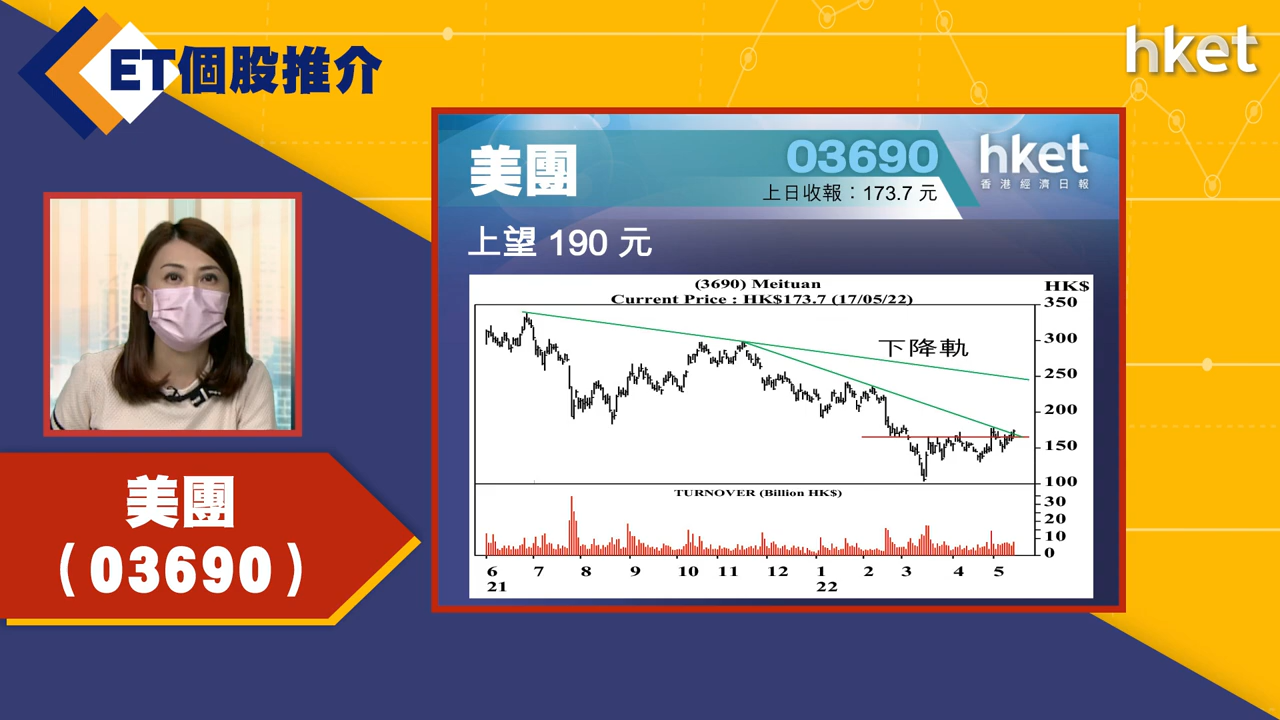 ET個股推介
hket
美團
03690
上日收報：173.7 元
hket
香港經濟日報
上望 190 元
(3690) Meituan
Current Price : HK$173.7 (17/05/22)
HK$
350
300
250
200
150
100
下降軌
TURNOVER (Billion HK$)
30
20
10
0
6 7 8 9 10 11 12 1 2 3 4 5
21 22
美團
（03690）